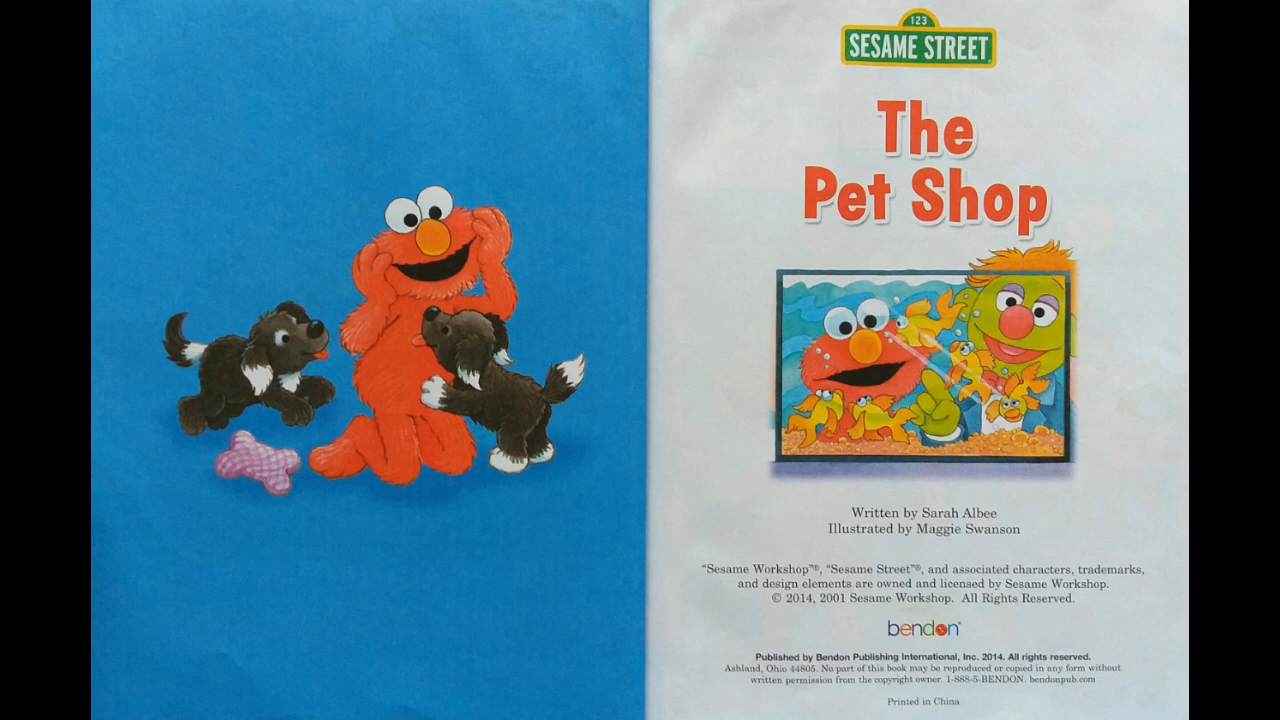 123
SESAME STREET
The
Pet Shop
Written by Sarah Albee
Illustrated by Maggie Swanson
“Sesame Workshop”®, “Sesame Street”®, and associated characters, trademarks,
and design elements are owned and licensed by Sesame Workshop.
© 2014, 2001 Sesame Workshop. All Rights Reserved.
bendon®
Published by Bendon Publishing International, Inc. 2014. All rights reserved.
Ashland, Ohio 44805. No part of this book may be reproduced or copied in any form without
written permission from the copyright owner. 1-888-5-BENDON. bendonpub.com
Printed in China